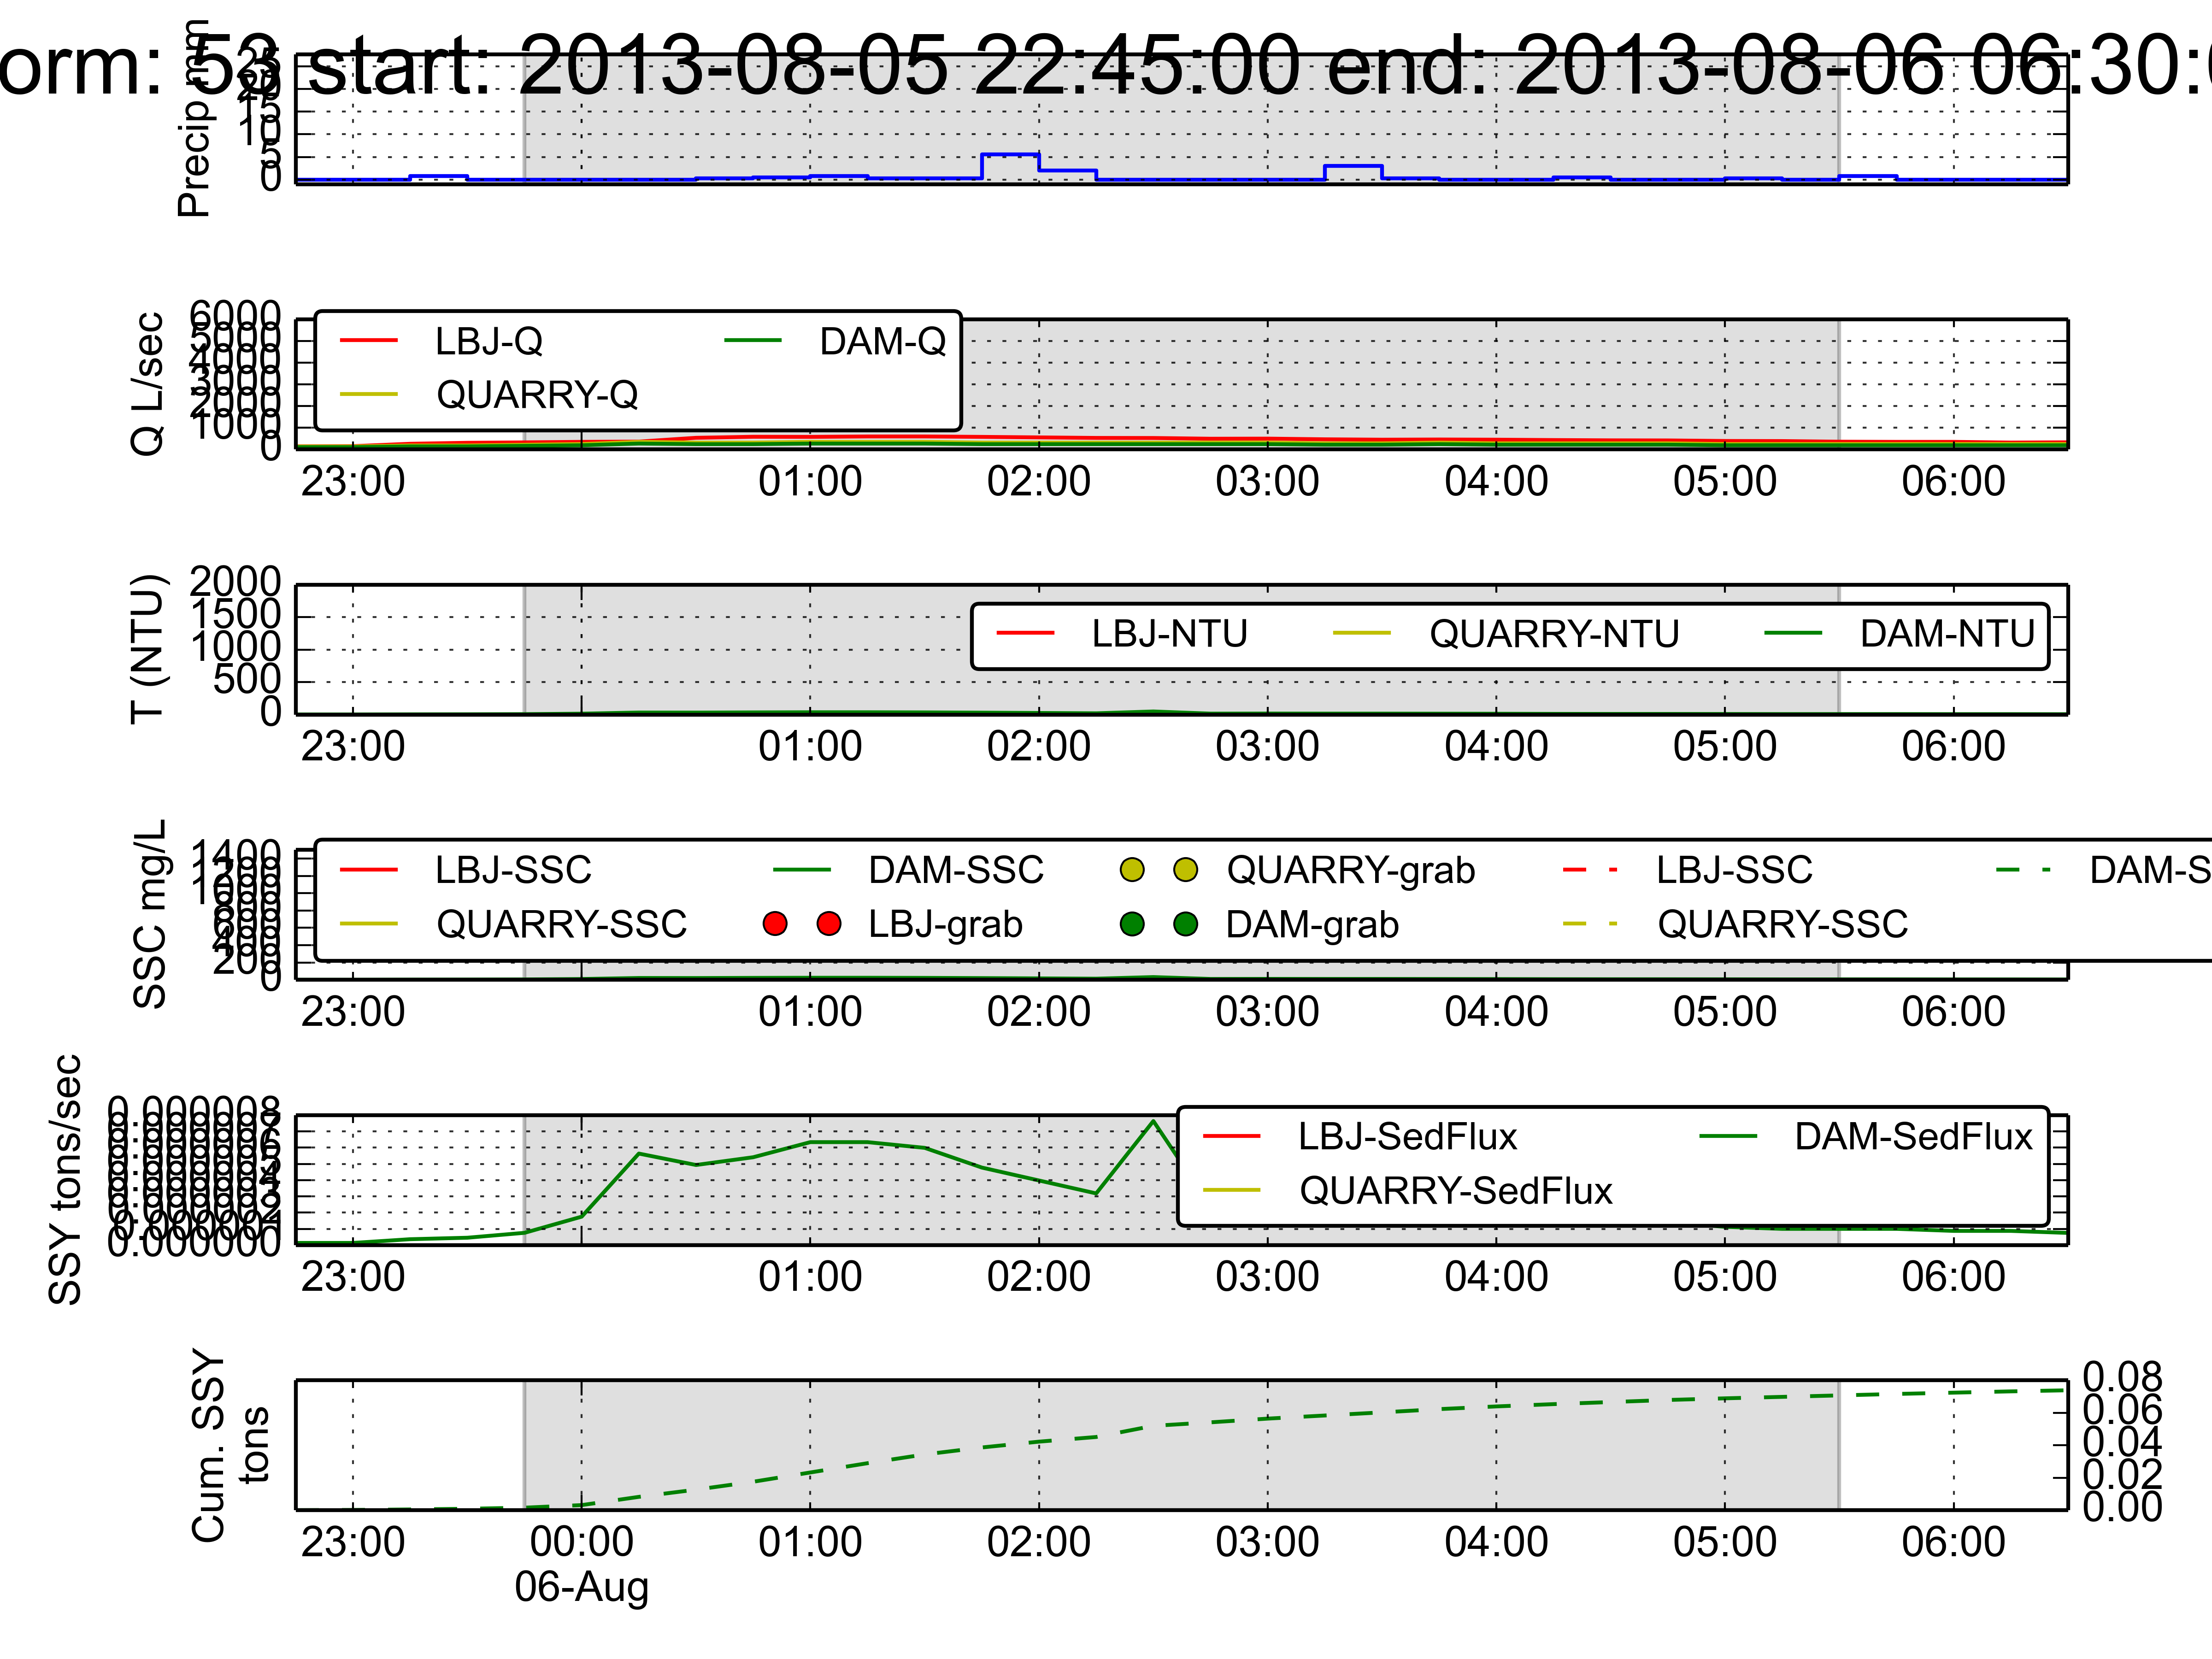 orm: 53 start: 2013-08-05 22:45:00 end: 2013-08-06 06:30:0
Precip mm
25
20
15
10
5
0
Q L/sec
6000
5000
4000
3000
2000
1000
0
LBJ-Q
DAM-Q
QUARRY-Q
23:00 01:00 02:00 03:00 04:00 05:00 06:00
T (NTU)
2000
1500
1000
500
0
LBJ-NTU
QUARRY-NTU
DAM-NTU
23:00 01:00 02:00 03:00 04:00 05:00 06:00
SSC mg/L
1400
1200
1000
800
600
400
200
0
LBJ-SSC
DAM-SSC
QUARRY-grab
LBJ-SSC
DAM-S
QUARRY-SSC
LBJ-grab
DAM-grab
QUARRY-SSC
23:00 01:00 02:00 03:00 04:00 05:00 06:00
SSY tons/sec
0.000008
0.000007
0.000006
0.000005
0.000004
0.000003
0.000002
0.000001
0.000000
LBJ-SedFlux
DAM-SedFlux
QUARRY-SedFlux
23:00 01:00 02:00 03:00 04:00 05:00 06:00
Cum. SSY
tons
0.08
0.06
0.04
0.02
0.00
23:00 00:00 01:00 02:00 03:00 04:00 05:00 06:00
06-Aug